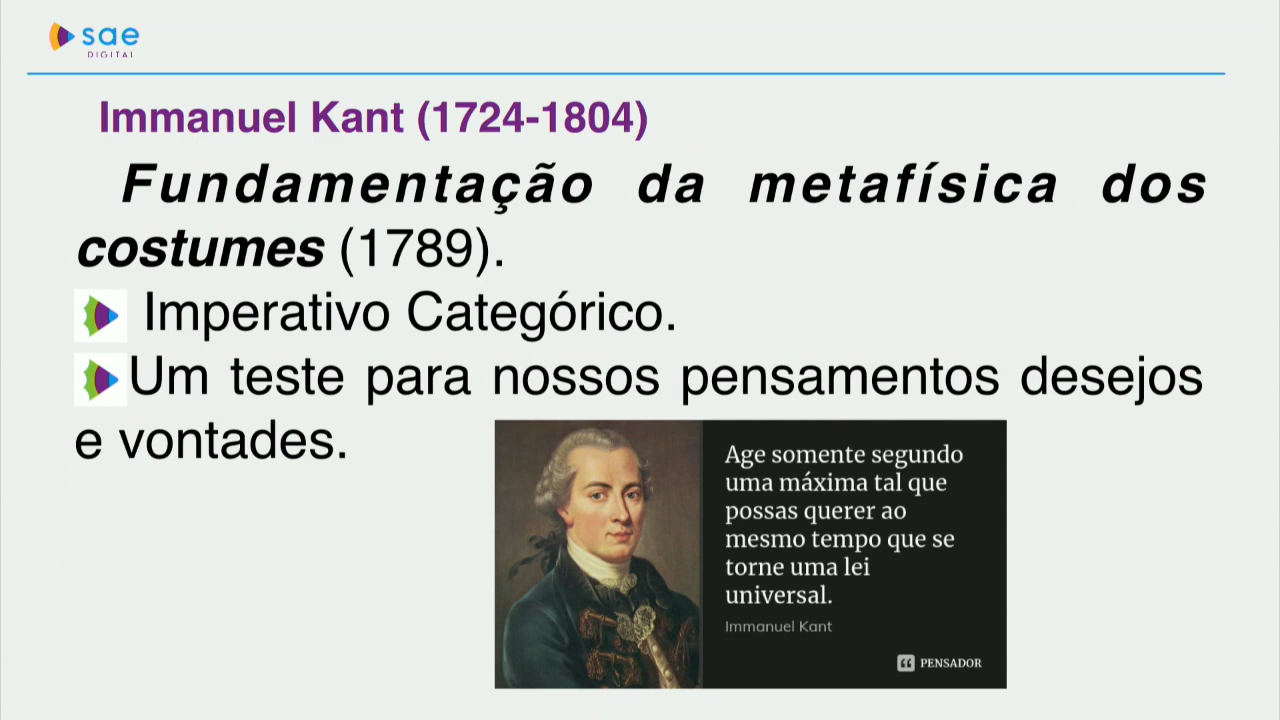 sae
DIGITAL
Immanuel Kant (1724-1804)
Fundamentação da metafísica dos
costumes (1789).
Imperativo Categórico.
Um teste para nossos pensamentos desejos
e vontades.
Age somente segundo
uma máxima tal que
possas querer ao
mesmo tempo que se
torne uma lei
universal.
Immanuel Kant
PENSADOR